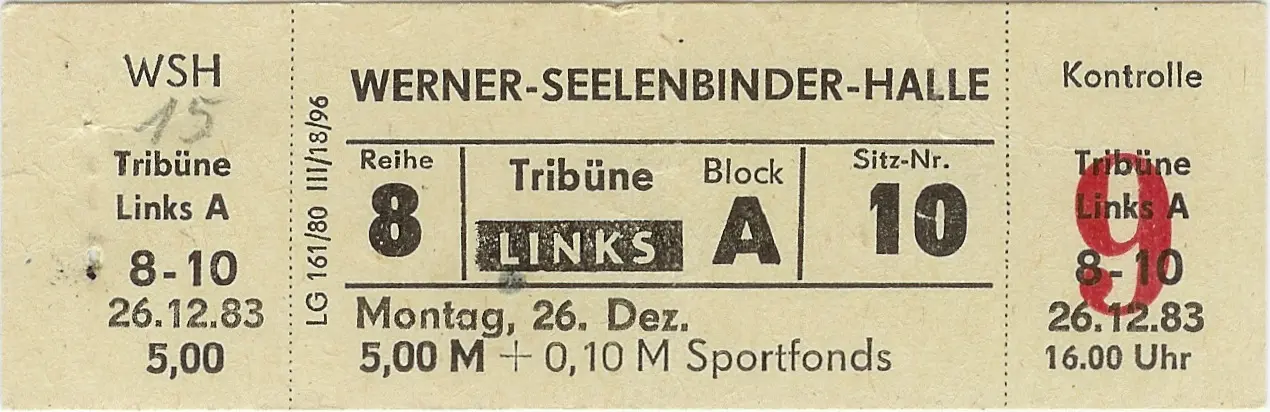 WSH
15
Tribüne
Links A
8-10
26.12.83
5,00
LG 161/80 III/18/96
WERNER-SEELENBINDER-HALLE
Reihe
8
Tribüne
LINKS
Block
A
Sitz-Nr.
10
Montag, 26. Dez.
5,00 M + 0,10 M Sportfonds
Kontrolle
Tribüne
Links A
9
8-10
26.12.83
16.00 Uhr